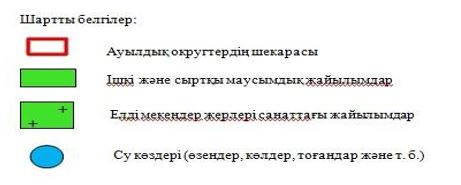 Шартты белгілер:
Ауылдық округтердің шекарасы
Ішкі және сыртқы маусымдық жайылымдар
Елді мекендер жерлері санаттағы жайылымдар
Су көздері (өзендер, көлдер, тоғандар және т. б.)